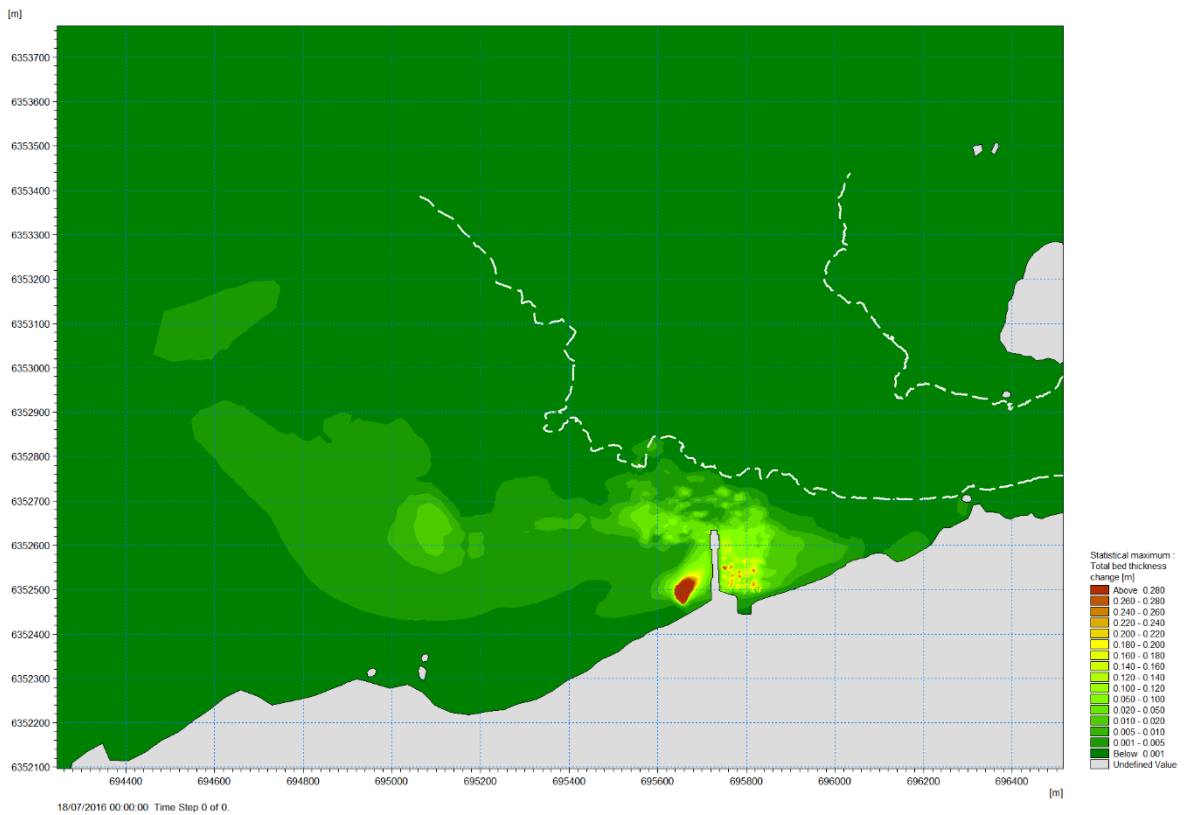 [m]
6353700
6353600
6353500
6353400
6353300
6353200
6353100
6353000
6352900
6352800
6352700
6352600
6352500
6352400
6352300
6352200
6352100
694400 694600 694800 695000 695200 695400 695600 695800 696000 696200 696400
[m]
18/07/2016 00:00:00 Time Step 0 of 0.
Statistical maximum :
Total bed thickness
change [m]
Above 0.280
0.260 - 0.280
0.240 - 0.260
0.220 - 0.240
0.200 - 0.220
0.180 - 0.200
0.160 - 0.180
0.140 - 0.160
0.120 - 0.140
0.100 - 0.120
0.050 - 0.100
0.020 - 0.050
0.010 - 0.020
0.005 - 0.010
0.001 - 0.005
Below 0.001
Undefined Value